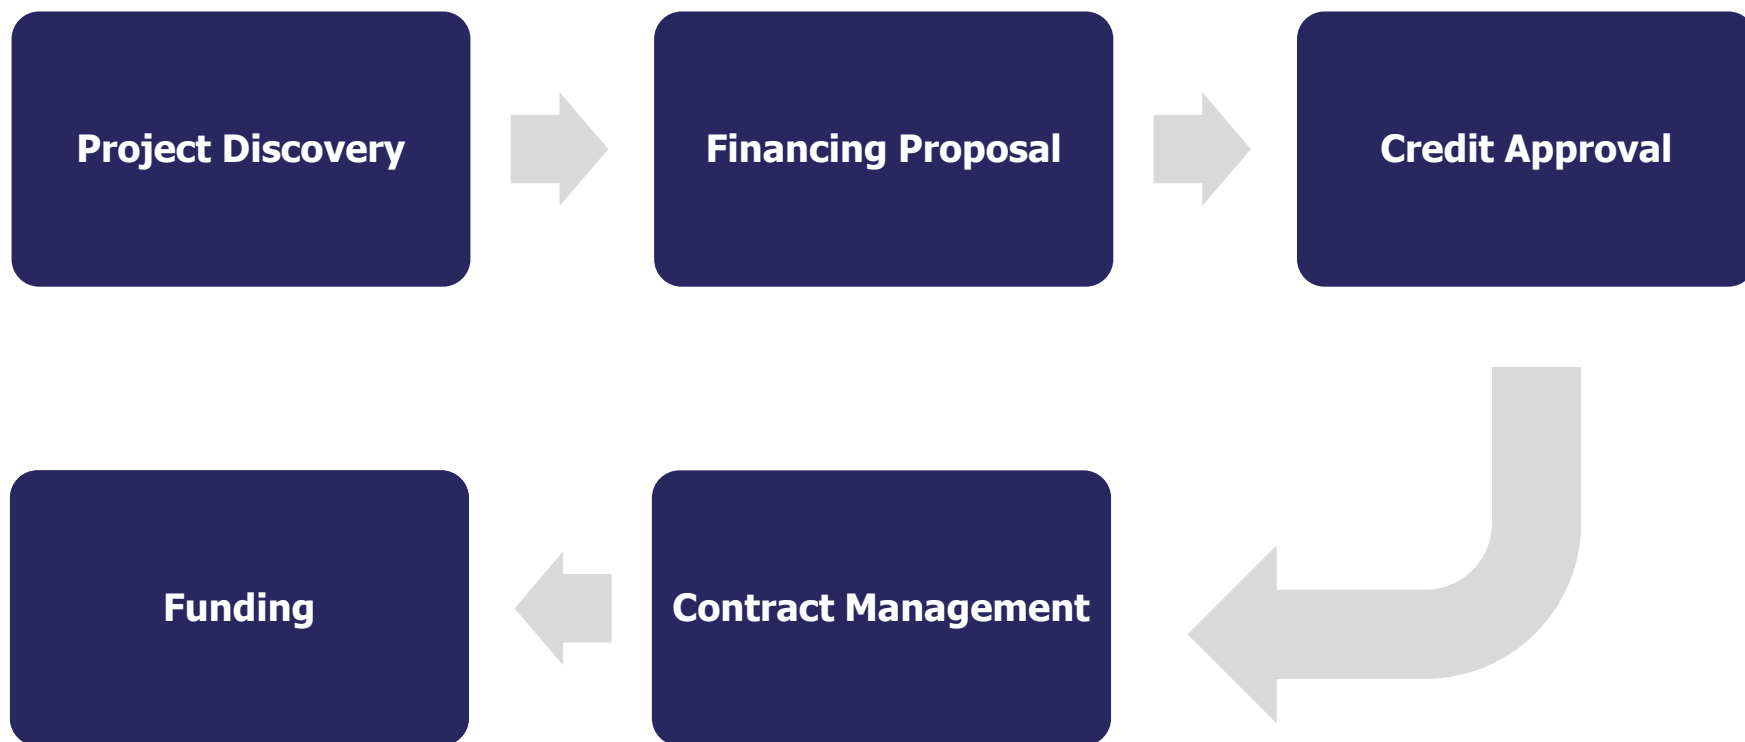 Project Discovery
Financing Proposal
Credit Approval
Funding
Contract Management